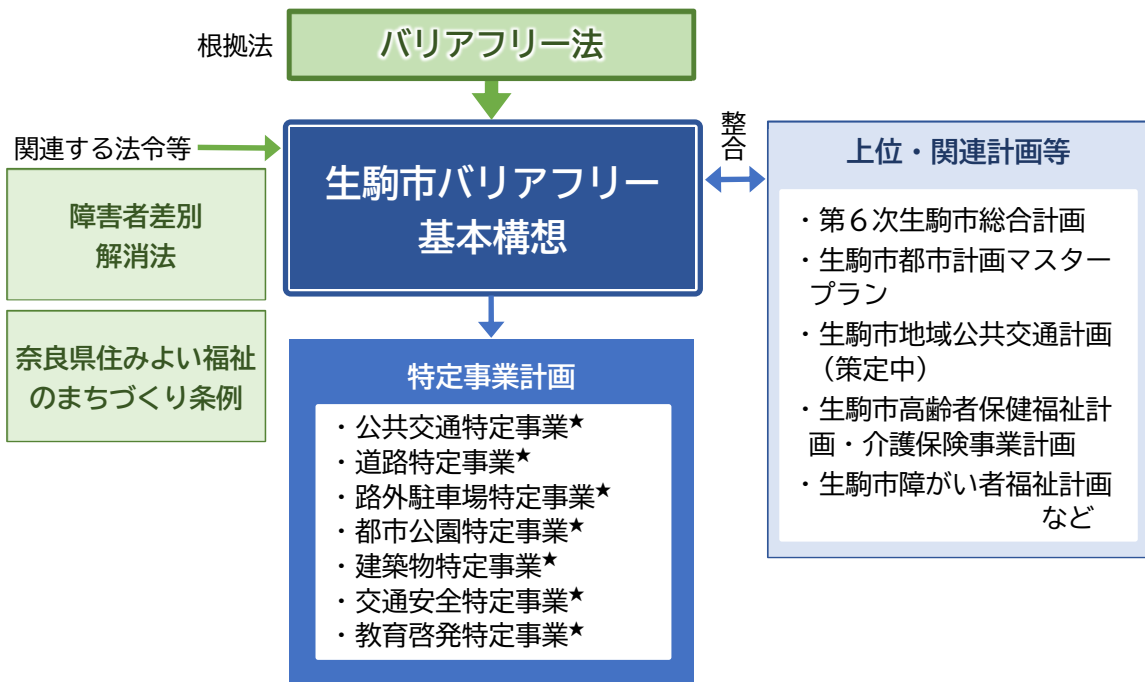 根拠法
バリアフリー法
関連する法令等
障害者差別
解消法
奈良県住みよい福祉
のまちづくり条例
生駒市バリアフリー
基本構想
整合
上位・関連計画等
・第６次生駒市総合計画
・生駒市都市計画マスター
プラン
・生駒市地域公共交通計画
（策定中）
・生駒市高齢者保健福祉計
画・介護保険事業計画
・生駒市障がい者福祉計画
など
特定事業計画
・公共交通特定事業★
・道路特定事業★
・路外駐車場特定事業★
・都市公園特定事業★
・建築物特定事業★
・交通安全特定事業★
・教育啓発特定事業★